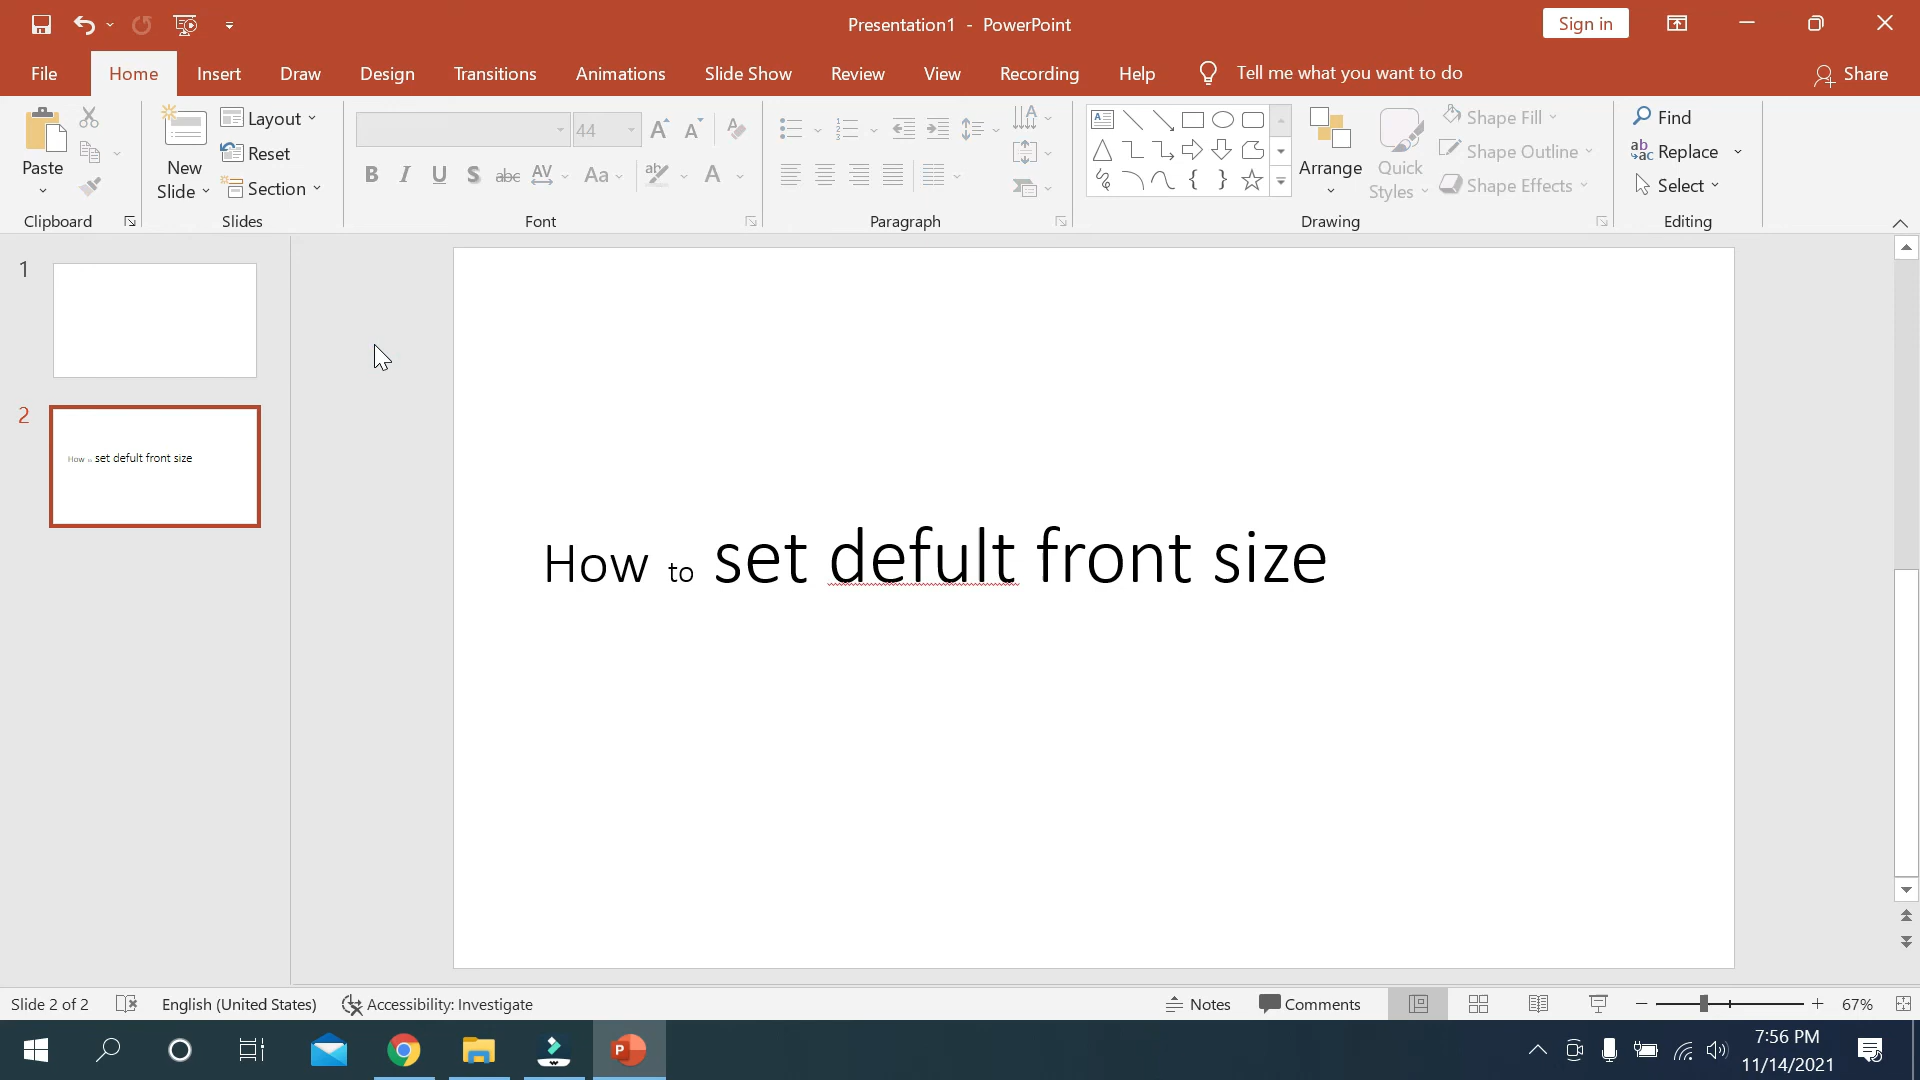 Presentation1 - PowerPoint
Sign in
File Home Insert Draw Design Transitions Animations Slide Show Review View Recording Help Tell me what you want to do Share
Paste
New Slide
Layout
Reset
Section
44
B I U S abc AV Aa ab A
Arrange
Quick Styles
Shape Fill
Shape Outline
Shape Effects
Find
Replace
Select
Clipboard Slides Font Paragraph Drawing Editing
1
2
How to set defult front size
How to set defult front size
Slide 2 of 2 English (United States) Accessibility: Investigate Notes Comments 67%
7:56 PM
11/14/2021